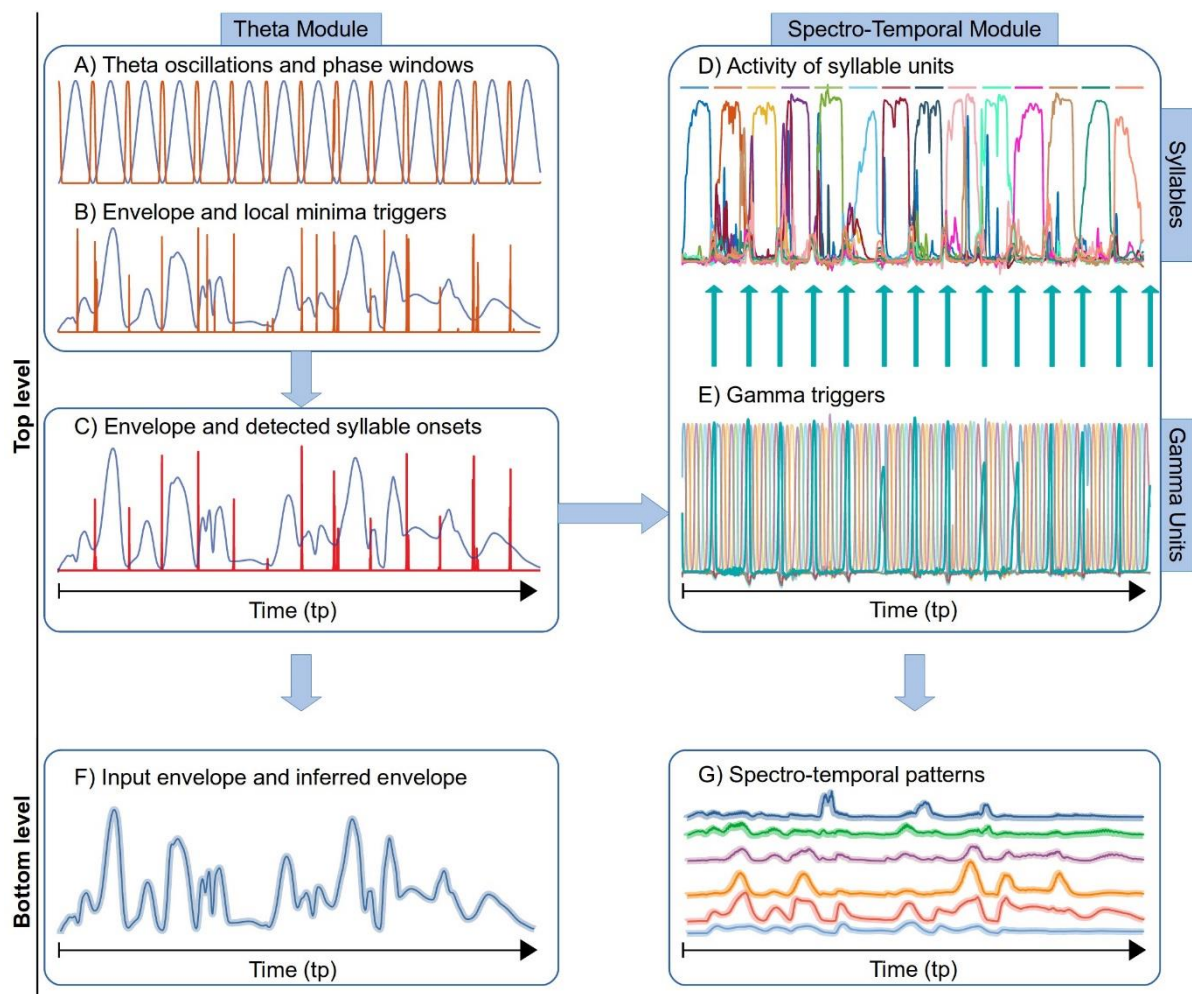 Theta Module
Spectro-Temporal Module
Top level
A) Theta oscillations and phase windows
B) Envelope and local minima triggers
C) Envelope and detected syllable onsets
Time (tp)
D) Activity of syllable units
Syllables
E) Gamma triggers
Gamma Units
Time (tp)
Bottom level
F) Input envelope and inferred envelope
Time (tp)
G) Spectro-temporal patterns
Time (tp)